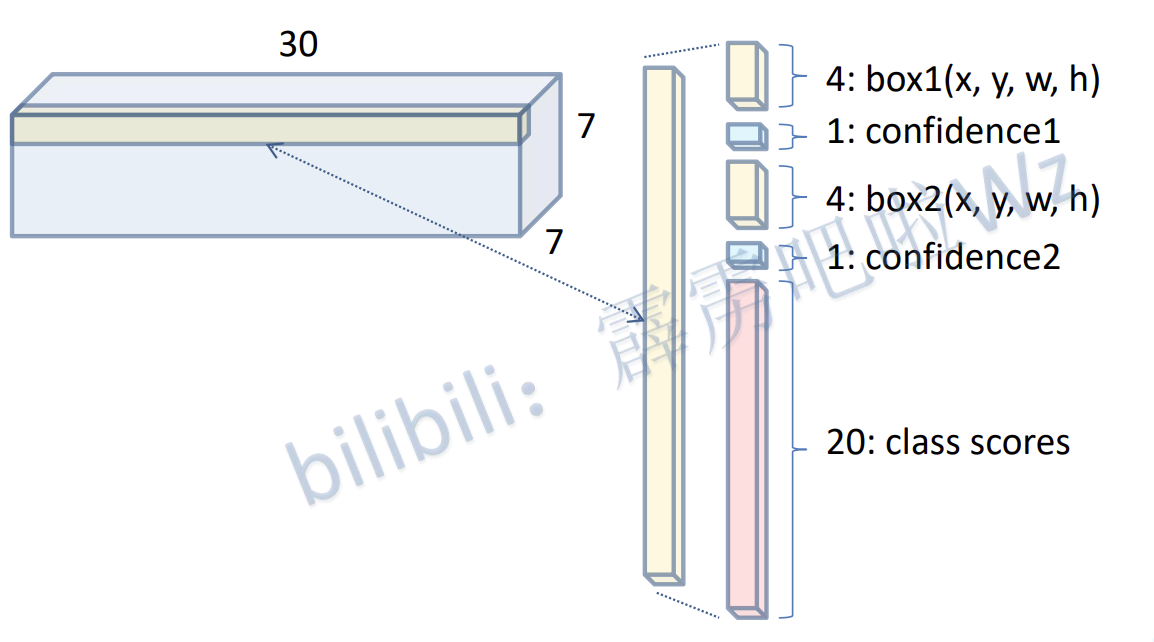 30
7
7
4: box1(x, y, w, h)
1: confidence1
4: box2(x, y, w, h)
1: confidence2
20: class scores
bilibili：霹雳吧啦Wz